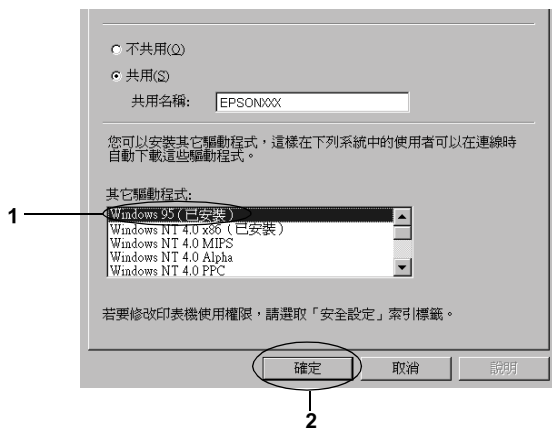 不共用(O)
共用(S)
共用名稱: EPSONXXX
您可以安裝其它驅動程式,這樣在下列系統中的使用者可以在連線時
自動下載這些驅動程式。
其它驅動程式:
1 Windows 95 (已安裝)
Windows NT 4.0 x86 (已安裝)
Windows NT 4.0 MIPS
Windows NT 4.0 Alpha
Windows NT 4.0 PPC
若要修改印表機使用權限,請選取「安全設定」索引標籤。
確定 取消 說明
2